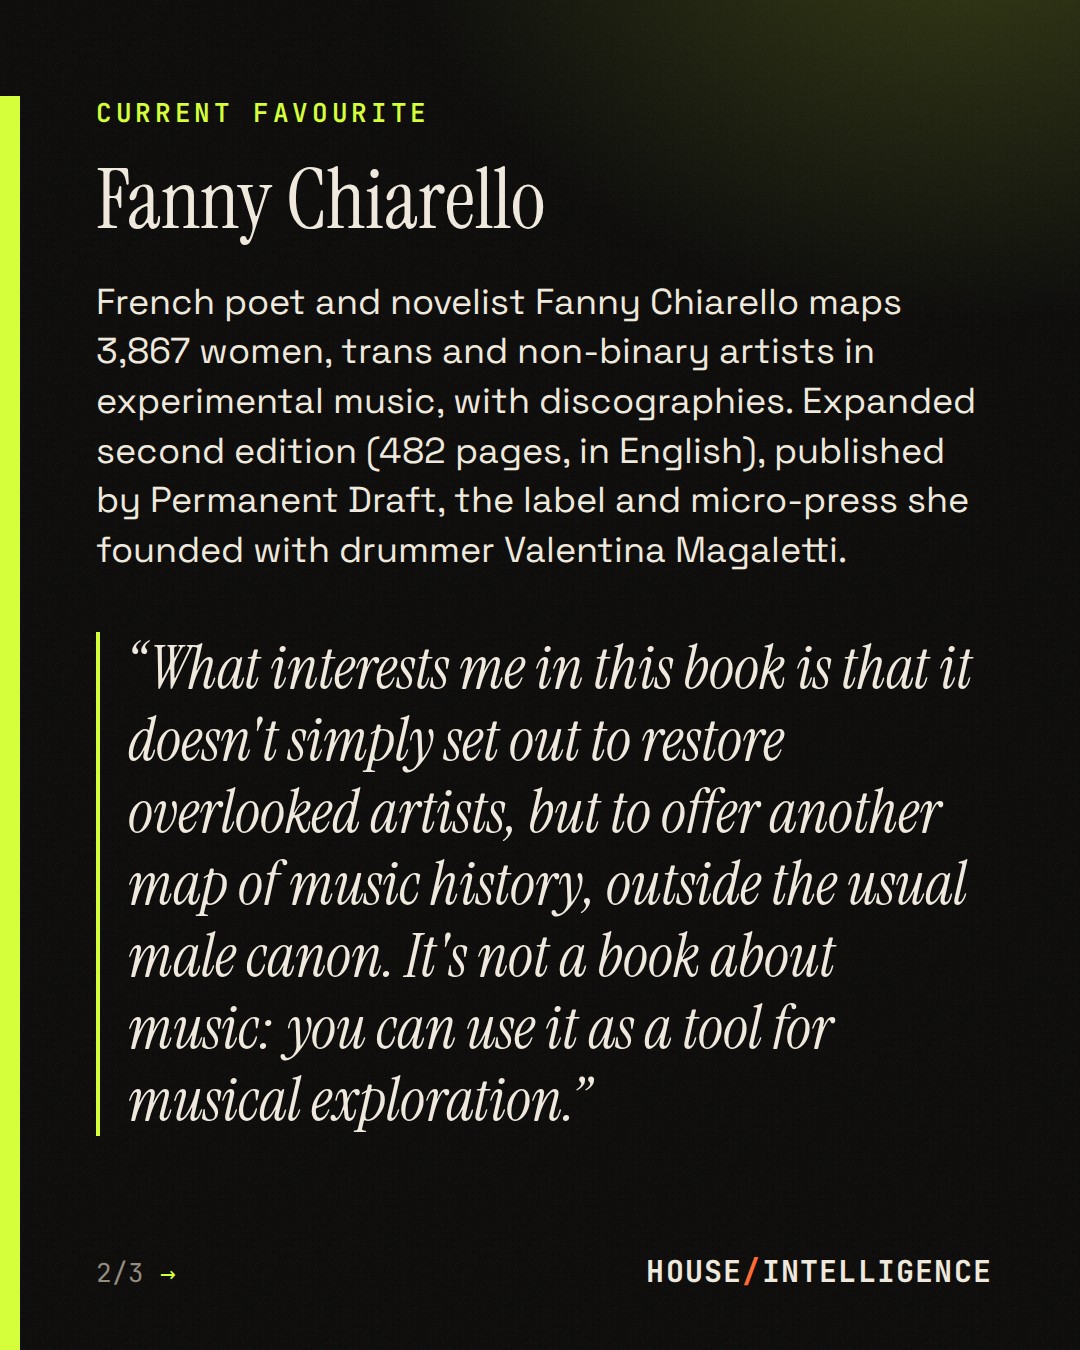 CURRENT FAVOURITE
Fanny Chiarello
French poet and novelist Fanny Chiarello maps
3,867 women, trans and non-binary artists in
experimental music, with discographies. Expanded
second edition (482 pages, in English), published
by Permanent Draft, the label and micro-press she
founded with drummer Valentina Magaletti.
“What interests me in this book is that it
doesn't simply set out to restore
overlooked artists, but to offer another
map of music history, outside the usual
male canon. It's not a book about
music: you can use it as a tool for
musical exploration.”
2/3 →
HOUSE/INTELLIGENCE